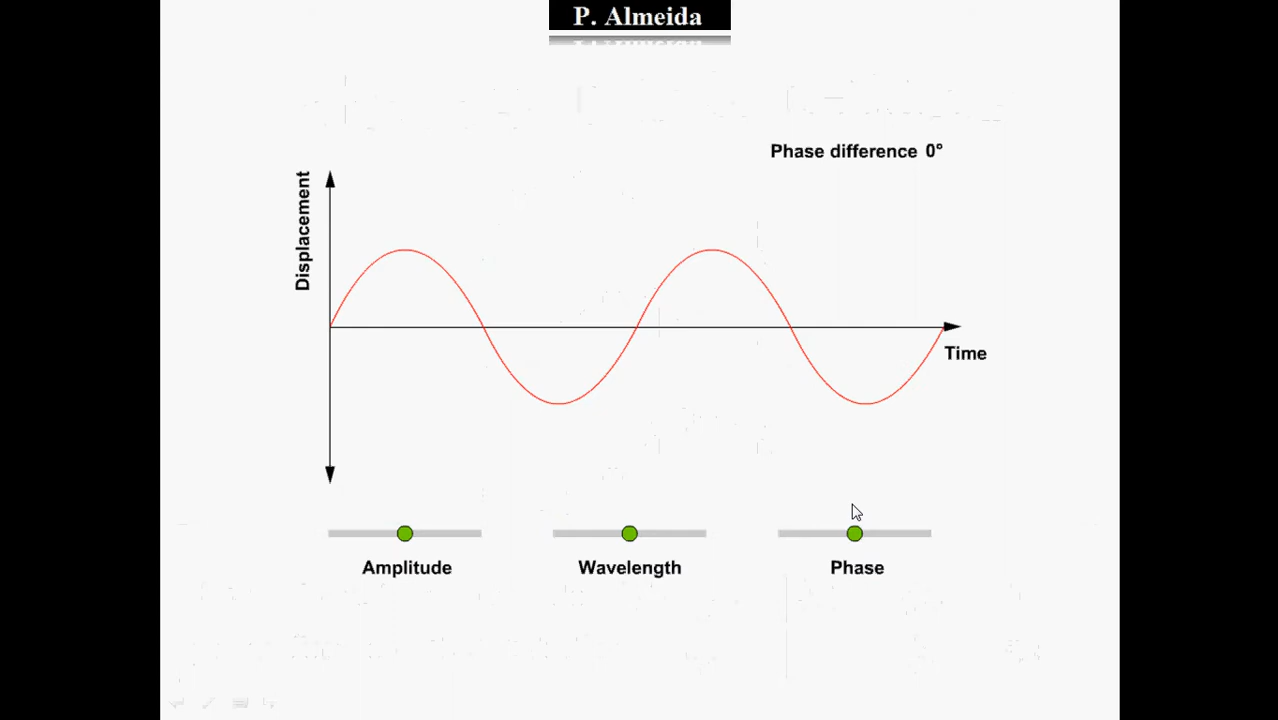 P. Almeida
Phase difference 0°
Displacement
Time
Amplitude
Wavelength
Phase